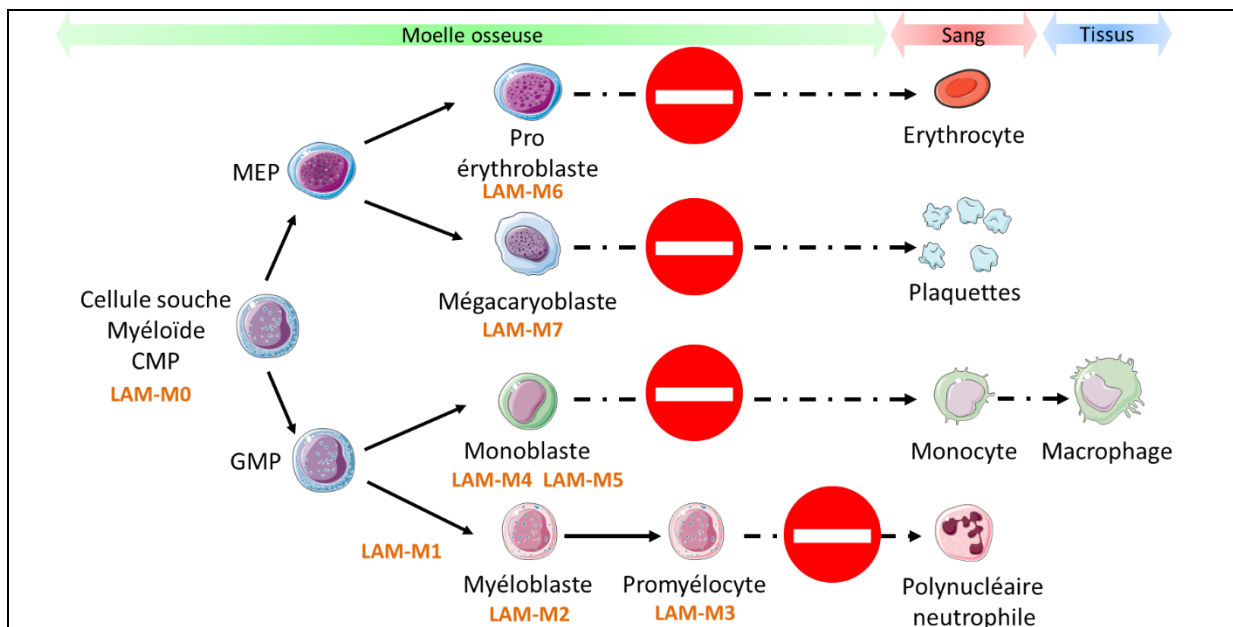 Moelle osseuse
Sang
Tissus
Pro
érythroblaste
LAM-M6
Erythrocyte
MEP
Mégacaryoblaste
LAM-M7
Plaquettes
Cellule souche
Myéloïde
CMP
LAM-M0
GMP
Monoblaste
LAM-M4 LAM-M5
Monocyte
Macrophage
LAM-M1
Myéloblaste
LAM-M2
Promyélocyte
LAM-M3
Polynucléaire
neutrophile